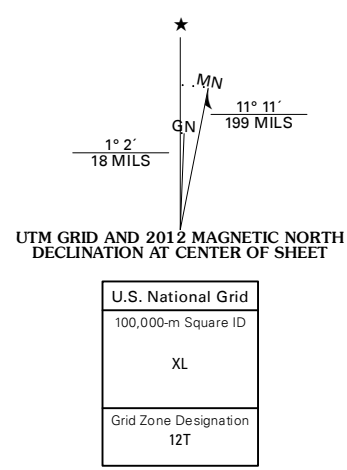 ★
MN
11° 11´
199 MILS
GN
1° 2´
18 MILS
UTM GRID AND 2012 MAGNETIC NORTH
DECLINATION AT CENTER OF SHEET
U.S. National Grid
100,000-m Square ID
XL
Grid Zone Designation
12T